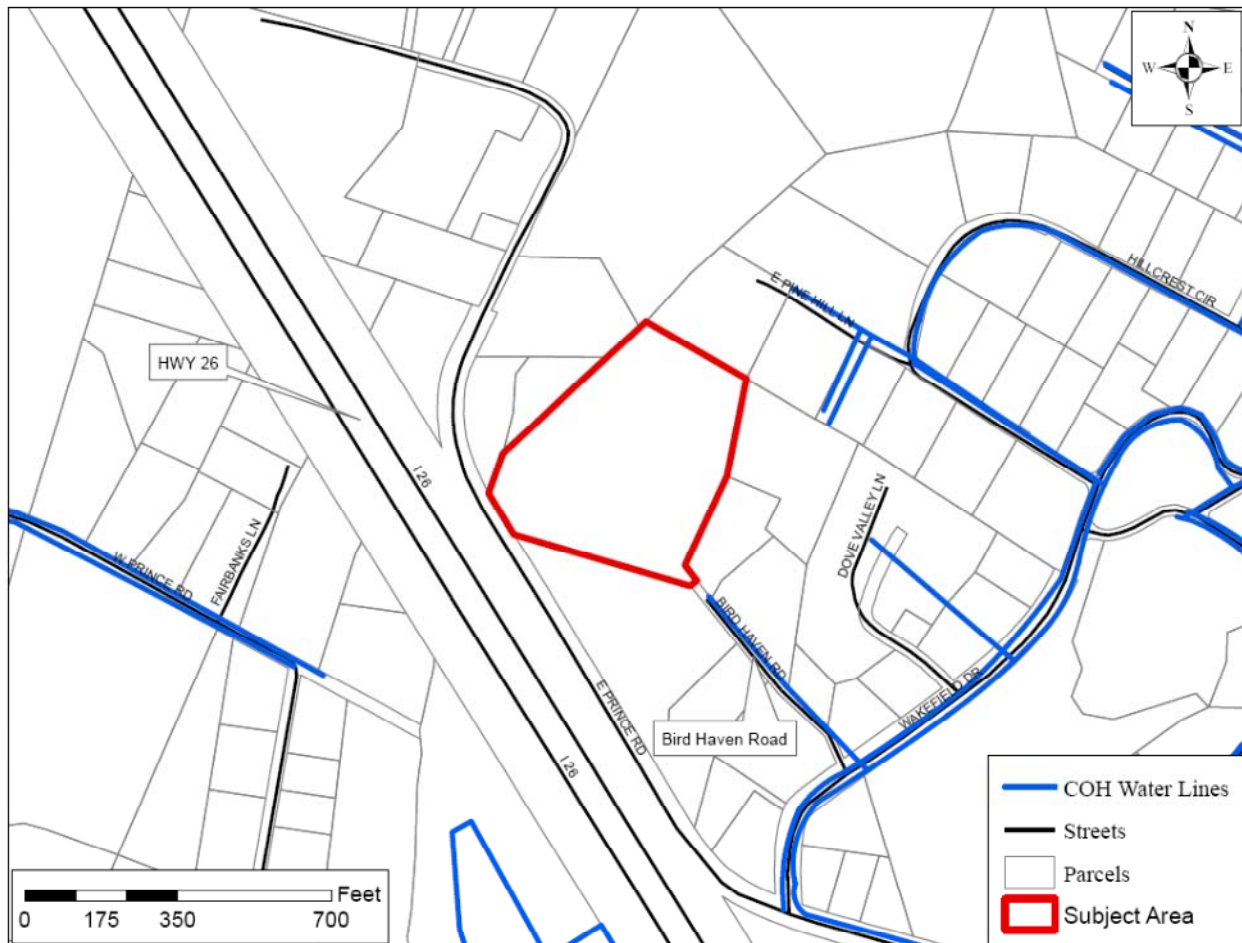 N
W E
S
HILLCREST CIR
E PINE HILL LN
HWY 26
I 26
DOVE VALLEY LN
FAIRBANKS LN
W PRINCE RD
BIRD HAVEN RD
WAKEFIELD DR
E PRINCE RD
Bird Haven Road
I 26
COH Water Lines
Streets
Parcels
Subject Area
Feet
0 175 350 700